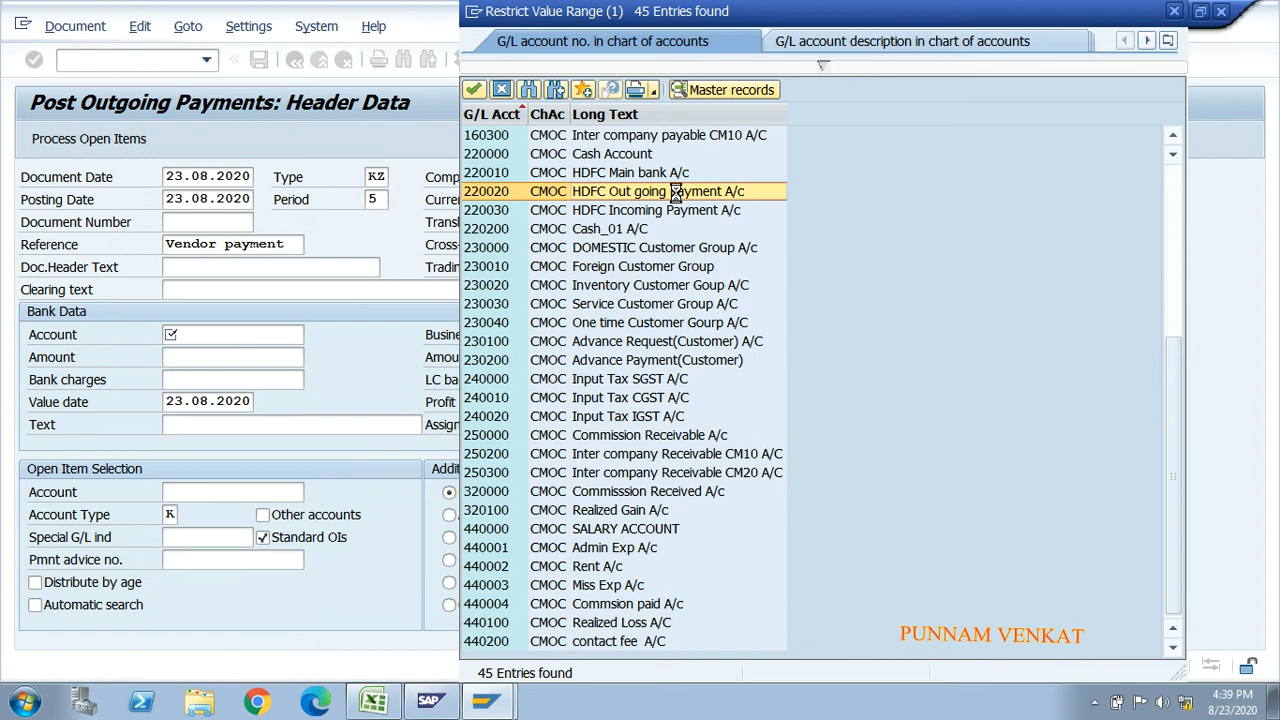 Document Edit Goto Settings System Help
Post Outgoing Payments: Header Data
Process Open Items
Document Date 23.08.2020 Type KZ Comp
Posting Date 23.08.2020 Period 5 Curre
Document Number Transl
Reference Vendor payment Cross-
Doc.Header Text Tradin
Clearing text
Bank Data
Account Busine
Amount Amou
Bank charges LC ba
Value date 23.08.2020 Profit
Text Assign
Open Item Selection Addit
Account
Account Type K Other accounts
Special G/L ind Standard OIs
Pmnt advice no.
Distribute by age
Automatic search
Restrict Value Range (1) 45 Entries found
G/L account no. in chart of accounts G/L account description in chart of accounts
Master records
G/L Acct ChAc Long Text
160300 CMOC Inter company payable CM10 A/C
220000 CMOC Cash Account
220010 CMOC HDFC Main bank A/c
220020 CMOC HDFC Out going Payment A/c
220030 CMOC HDFC Incoming Payment A/c
220200 CMOC Cash_01 A/C
230000 CMOC DOMESTIC Customer Group A/c
230010 CMOC Foreign Customer Group
230020 CMOC Inventory Customer Goup A/C
230030 CMOC Service Customer Group A/C
230040 CMOC One time Customer Gourp A/C
230100 CMOC Advance Request(Customer) A/C
230200 CMOC Advance Payment(Customer)
240000 CMOC Input Tax SGST A/C
240010 CMOC Input Tax CGST A/C
240020 CMOC Input Tax IGST A/C
250000 CMOC Commission Receivable A/c
250200 CMOC Inter company Receivable CM10 A/C
250300 CMOC Inter company Receivable CM20 A/C
320000 CMOC Commisssion Received A/c
320100 CMOC Realized Gain A/c
440000 CMOC SALARY ACCOUNT
440001 CMOC Admin Exp A/c
440002 CMOC Rent A/c
440003 CMOC Miss Exp A/c
440004 CMOC Commsion paid A/c
440100 CMOC Realized Loss A/C
440200 CMOC contact fee A/C
PUNNAM VENKAT
45 Entries found
SAP
4:39 PM
8/23/2020